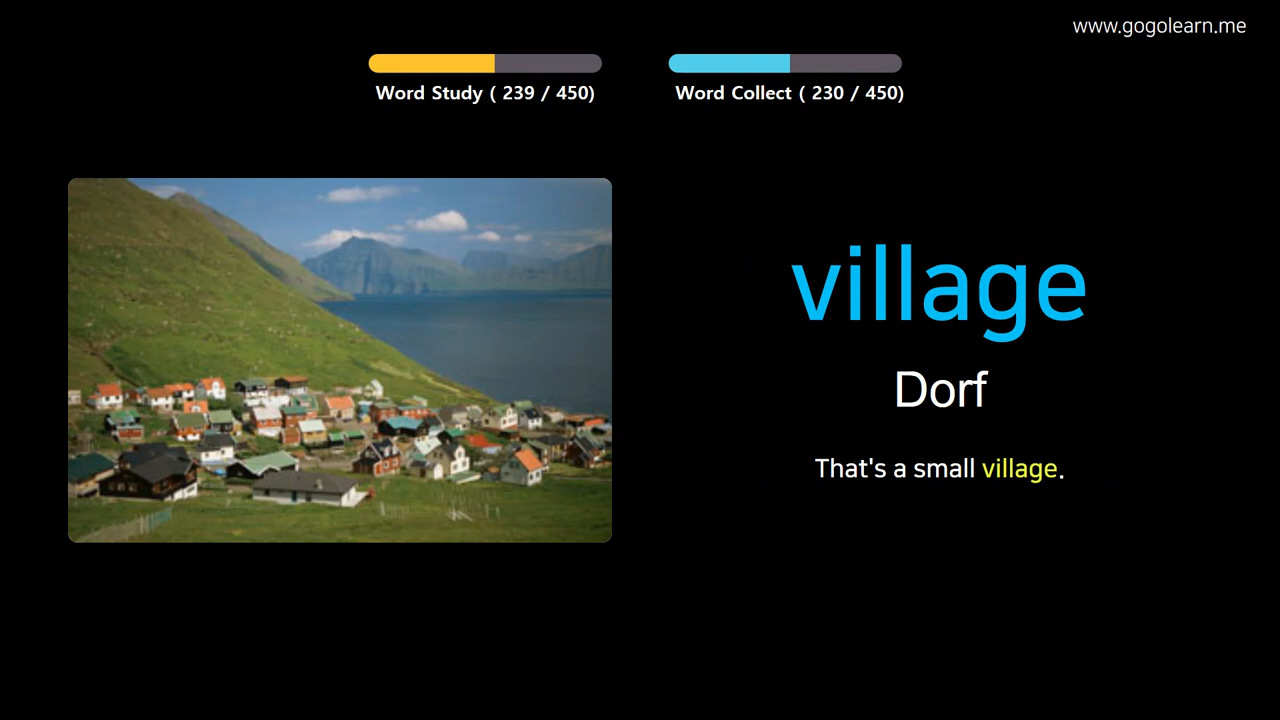 www.gogolearn.me
Word Study ( 239 / 450)
Word Collect ( 230 / 450)
village
Dorf
That's a small village.